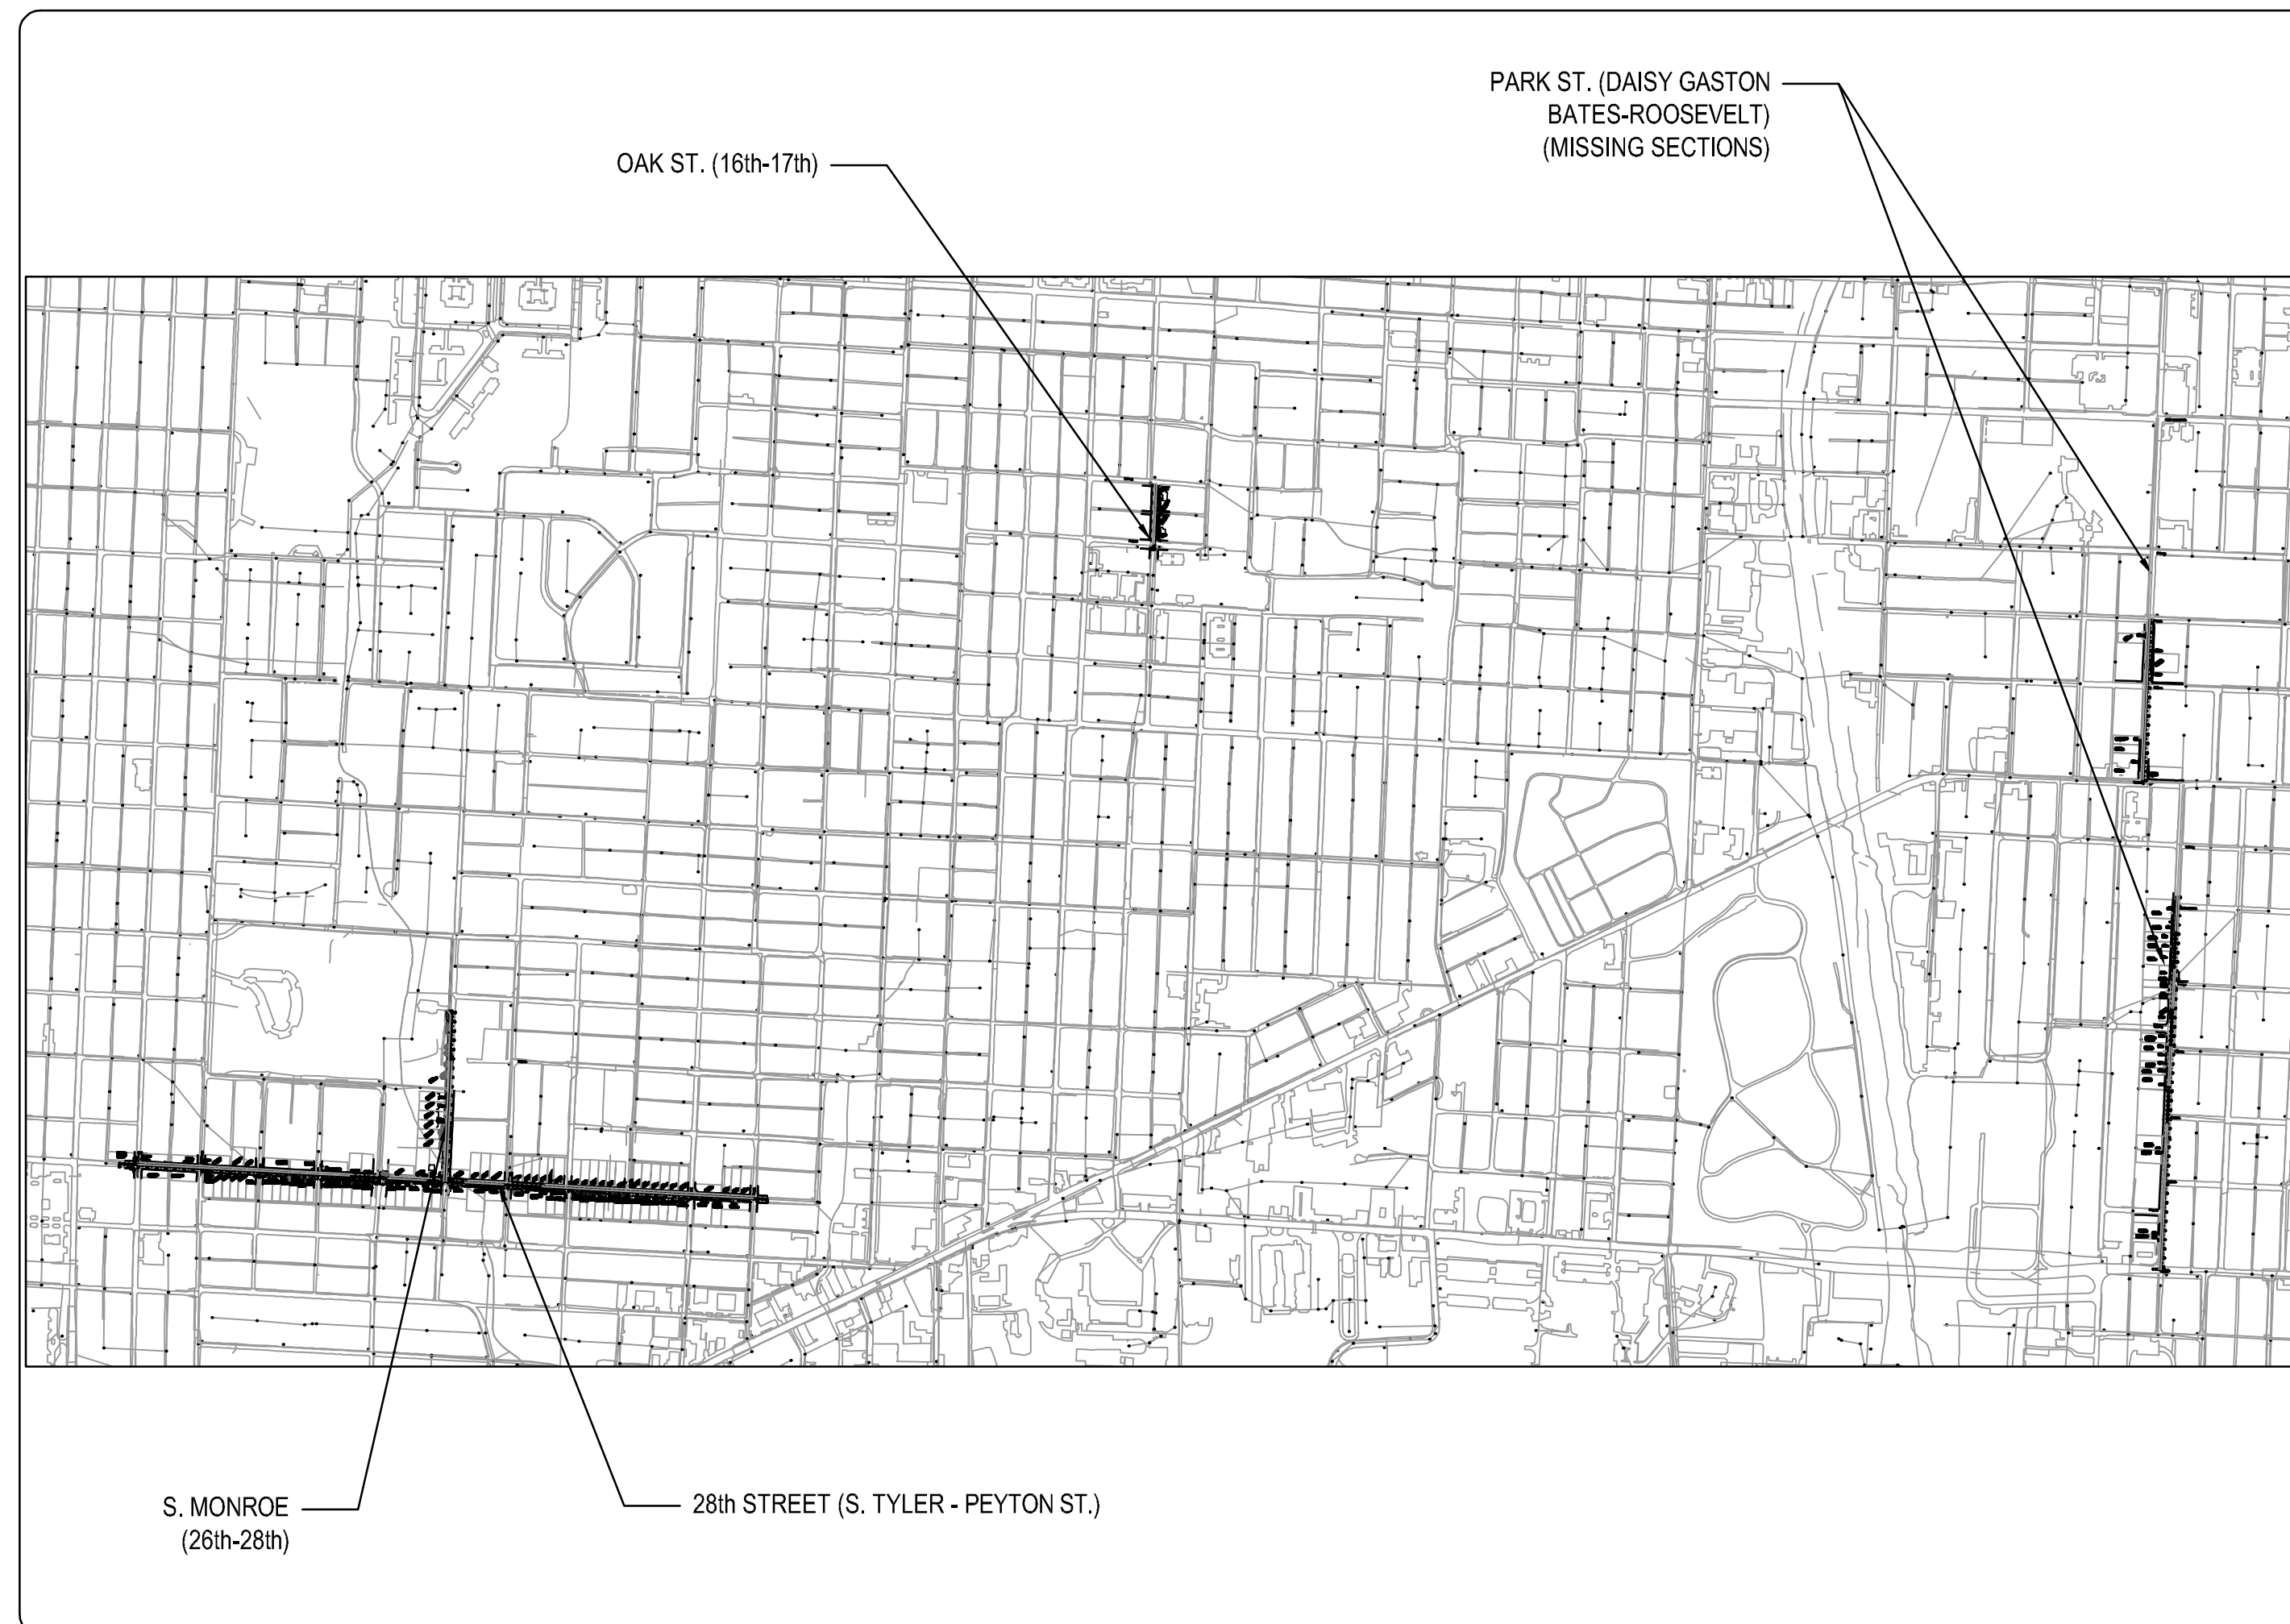 PARK ST. (DAISY GASTON
BATES-ROOSEVELT)
(MISSING SECTIONS)
OAK ST. (16th-17th)
S. MONROE
(26th-28th)
28th STREET (S. TYLER - PEYTON ST.)